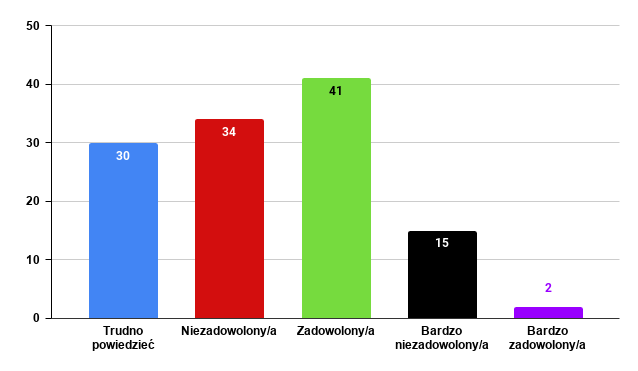 50
40
30
20
10
0
30
34
41
15
2
Trudno
powiedzieć
Niezadowolony/a
Zadowolony/a
Bardzo
niezadowolony/a
Bardzo
zadowolony/a